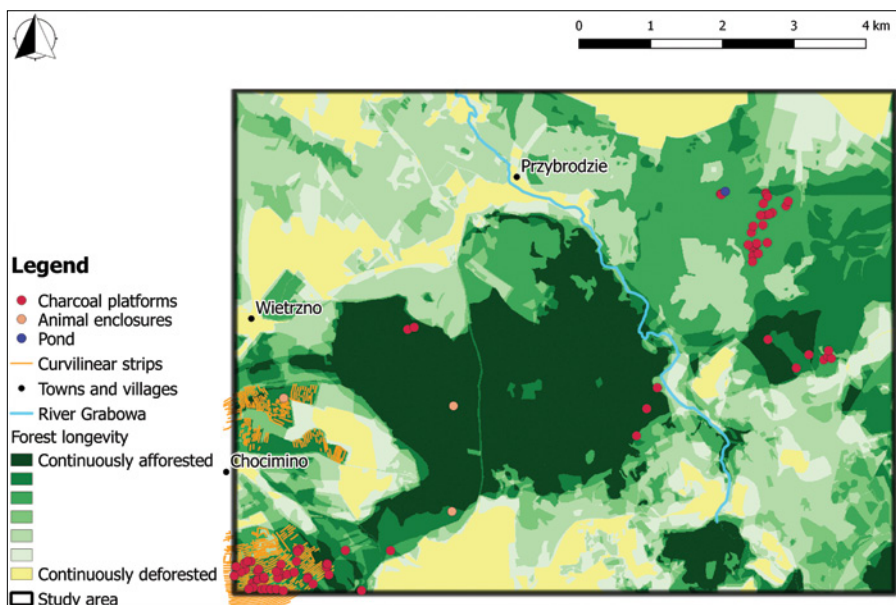 0 1 2 3 4 km
Przybrodzie
Legend
Charcoal platforms
Animal enclosures
Wietrzno
Pond
Curvilinear strips
Towns and villages
River Grabowa
Forest longevity
Continuously afforested
Chocimino
Continuously deforested
Study area